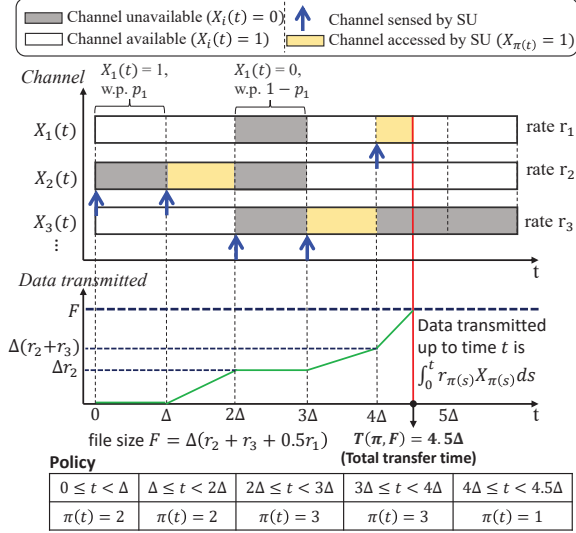 Channel unavailable (X_i(t) = 0)
Channel sensed by SU
Channel available (X_i(t) = 1)
Channel accessed by SU (X_π(t) = 1)
Channel
X_1(t) = 1,
w.p. p_1
X_1(t) = 0,
w.p. 1 − p_1
X_1(t)
rate r_1
X_2(t)
rate r_2
X_3(t)
rate r_3
⋮
t
Data transmitted
F
Δ(r_2+r_3)
Δr_2
Data transmitted
up to time t is
∫_0^t r_π(s) X_π(s) ds
0 Δ 2Δ 3Δ 4Δ 5Δ t
file size F = Δ(r_2 + r_3 + 0.5r_1)
T(π, F) = 4.5Δ
(Total transfer time)
Policy
0 ≤ t < Δ Δ ≤ t < 2Δ 2Δ ≤ t < 3Δ 3Δ ≤ t < 4Δ 4Δ ≤ t < 4.5Δ
π(t) = 2 π(t) = 2 π(t) = 3 π(t) = 3 π(t) = 1